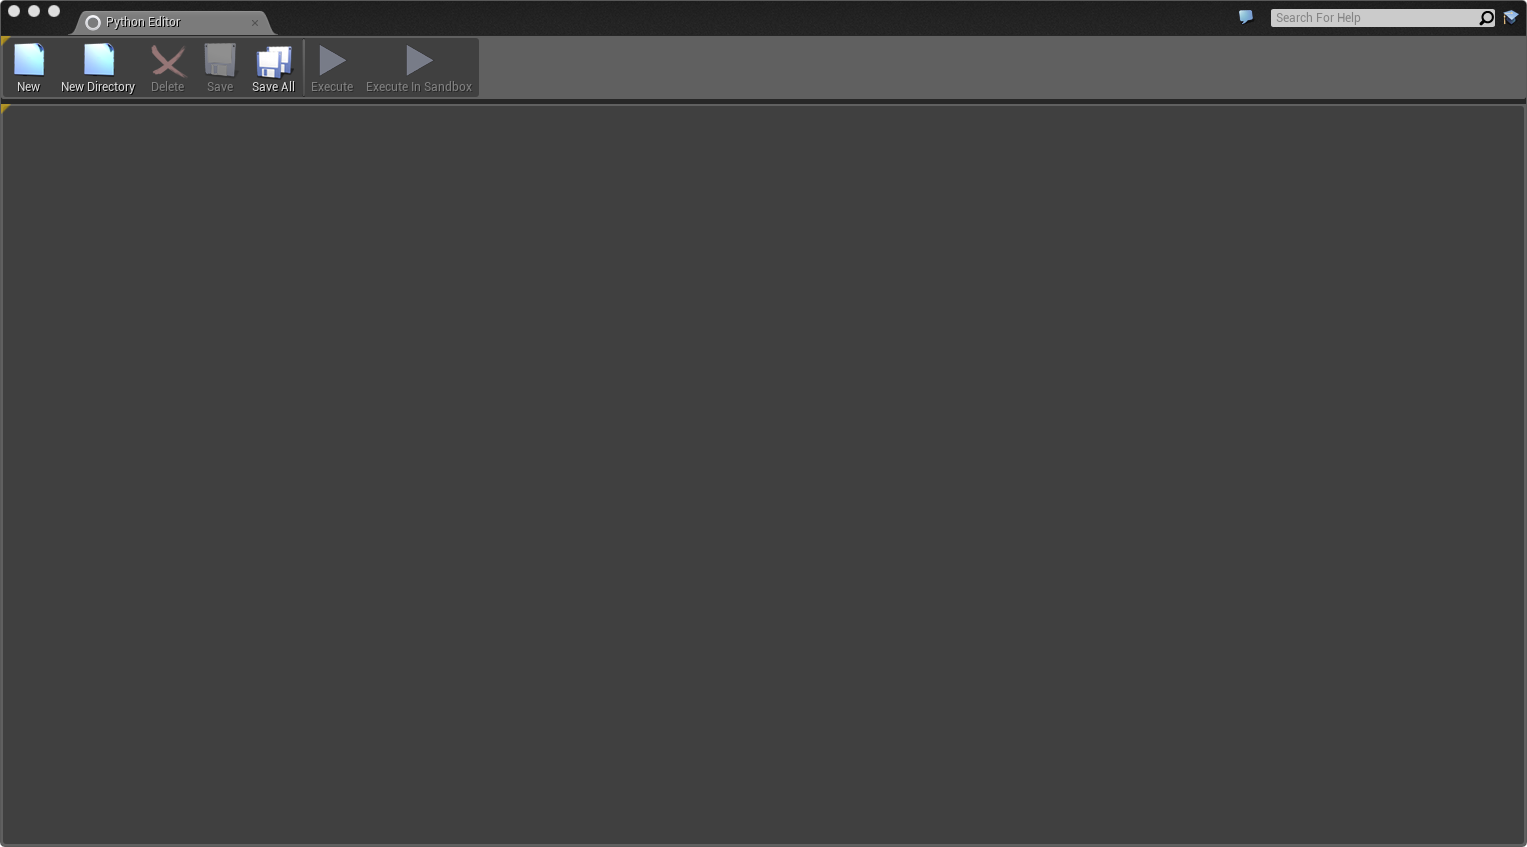 Python Editor
Search For Help
New
New Directory
Delete
Save
Save All
Execute
Execute In Sandbox